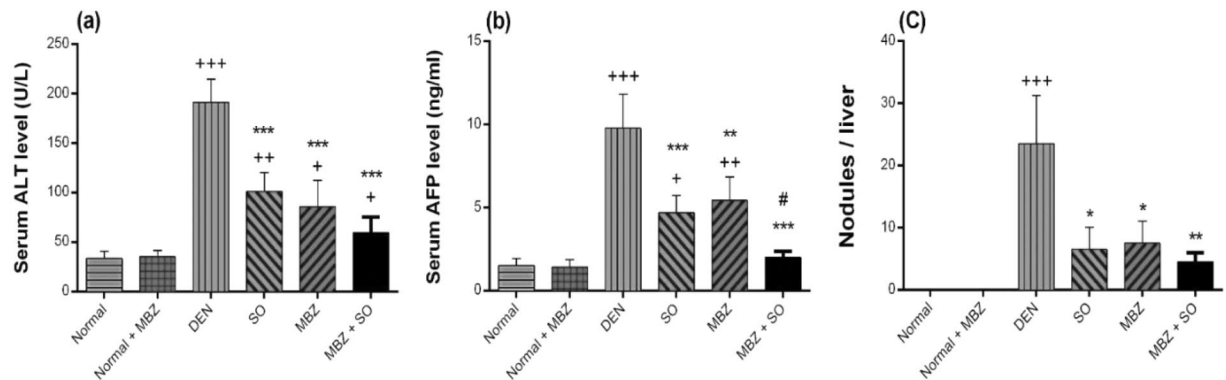 (a)
Serum ALT level (U/L)
250
200
150
100
50
0
+++
***
++
***
+
***
+
Normal
Normal + MBZ
DEN
SO
MBZ
MBZ + SO
(b)
Serum AFP level (ng/ml)
15
10
5
0
+++
***
+
**
++
#
***
Normal
Normal + MBZ
DEN
SO
MBZ
MBZ + SO
(C)
Nodules / liver
40
30
20
10
0
+++
*
*
**
Normal
Normal + MBZ
DEN
SO
MBZ
MBZ + SO